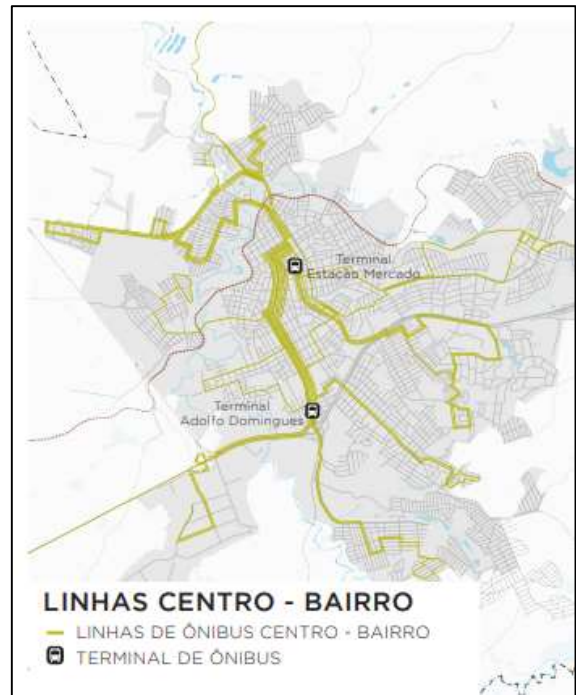 Terminal
Estação Mercado
Terminal
Adolfo Domingues
LINHAS CENTRO - BAIRRO
LINHAS DE ÔNIBUS CENTRO - BAIRRO
TERMINAL DE ÔNIBUS